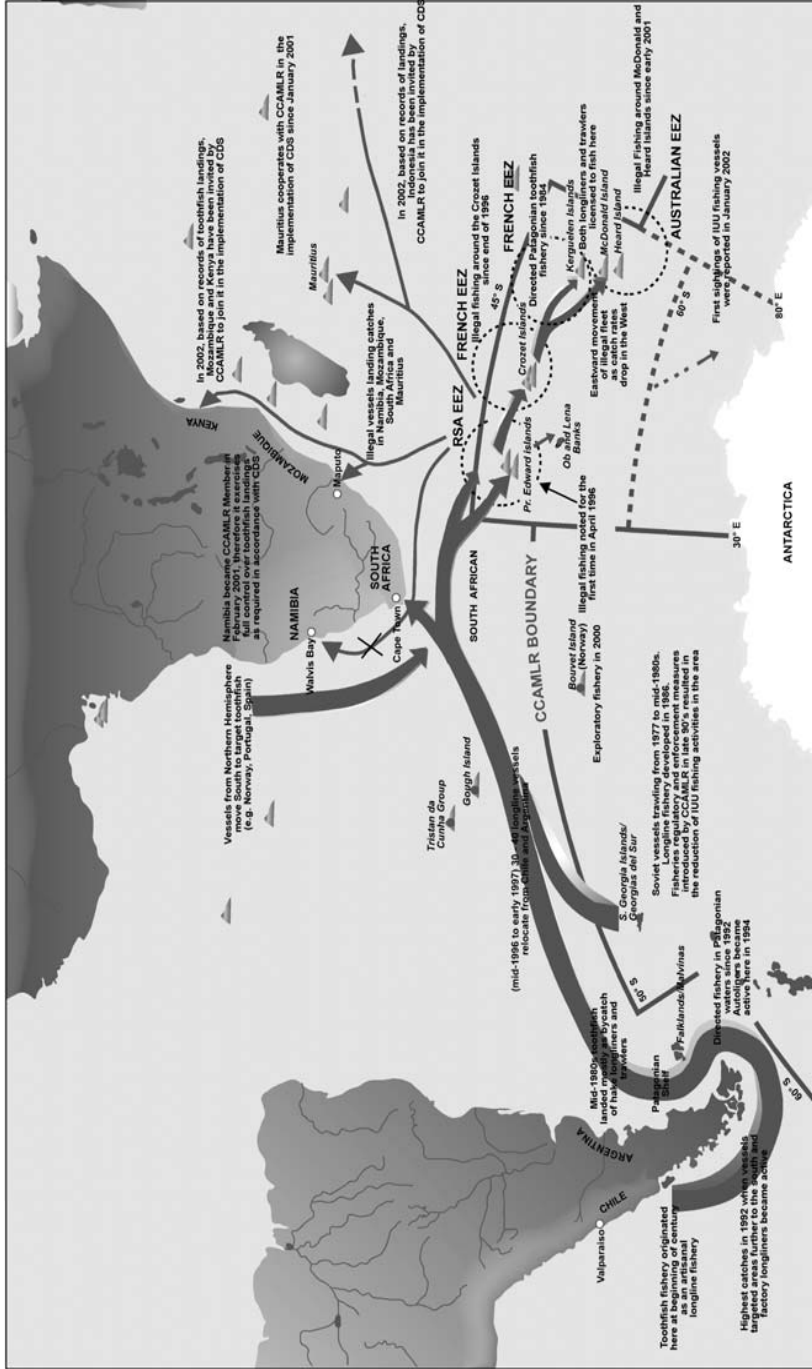 Vessels from Northern Hemisphere
move South to target toothfish
(e.g. Norway, Portugal, Spain)
Namibia became CCAMLR Member in
February 2001, therefore it exercises
full control over toothfish landings
as required in accordance with CDS
In 2002, based on records of toothfish landings,
Mozambique and Kenya have been invited by
CCAMLR to join it in the implementation of CDS
Mauritius cooperates with CCAMLR in the
implementation of CDS since January 2001
KENYA
MOZAMBIQUE
Mauritius
In 2002, based on records of landings,
Indonesia has been invited by
CCAMLR to join it in the implementation of CDS
NAMIBIA
Walvis Bay
SOUTH
AFRICA
Maputo
Cape Town
Illegal vessels landing catches
in Namibia, Mozambique,
South Africa and
Mauritius
Tristan da
Cunha Group
Gough Island
RSA EEZ
FRENCH EEZ
Illegal fishing around the Crozet Islands
since end of 1996
FRENCH EEZ
45° S
SOUTH AFRICAN
Pr. Edward Islands
Crozet Islands
Directed Patagonian toothfish
fishery since 1984
Kerguelen Islands
Both longliners and trawlers
licensed to fish here
McDonald Island
Heard Island
Illegal Fishing around McDonald and
Heard Islands since early 2001
AUSTRALIAN EEZ
Ob and Lena
Banks
Eastward movement
of illegal fleet
as catch rates
drop in the West
CCAMLR BOUNDARY
Illegal fishing noted for the
first time in April 1996
Bouvet Island
(Norway)
Exploratory fishery in 2000
60° S
First sightings of IUU fishing vessels
were reported in January 2002
30° E
80° E
ANTARCTICA
(mid-1996 to early 1997) 30 - 40 longline vessels
relocate from Chile and Argentina
S. Georgia Islands/
Georgias del Sur
Soviet vessels trawling from 1977 to mid-1980s.
Longline fishery developed in 1986.
Fisheries regulatory and enforcement measures
introduced by CCAMLR in late 90's resulted in
the reduction of IUU fishing activities in the area
50° S
Mid-1980s toothfish
landed mostly as bycatch
of hake longliners and
trawlers
Patagonian
Shelf
Falklands/Malvinas
Directed fishery in Patagonian
waters since 1992
Autoliners became
active here in 1994
60° S
ARGENTINA
CHILE
Valparaiso
Toothfish fishery originated
here at beginning of century
as an artisanal
longline fishery
Highest catches in 1992 when vessels
targeted areas further to the south and
factory longliners became active